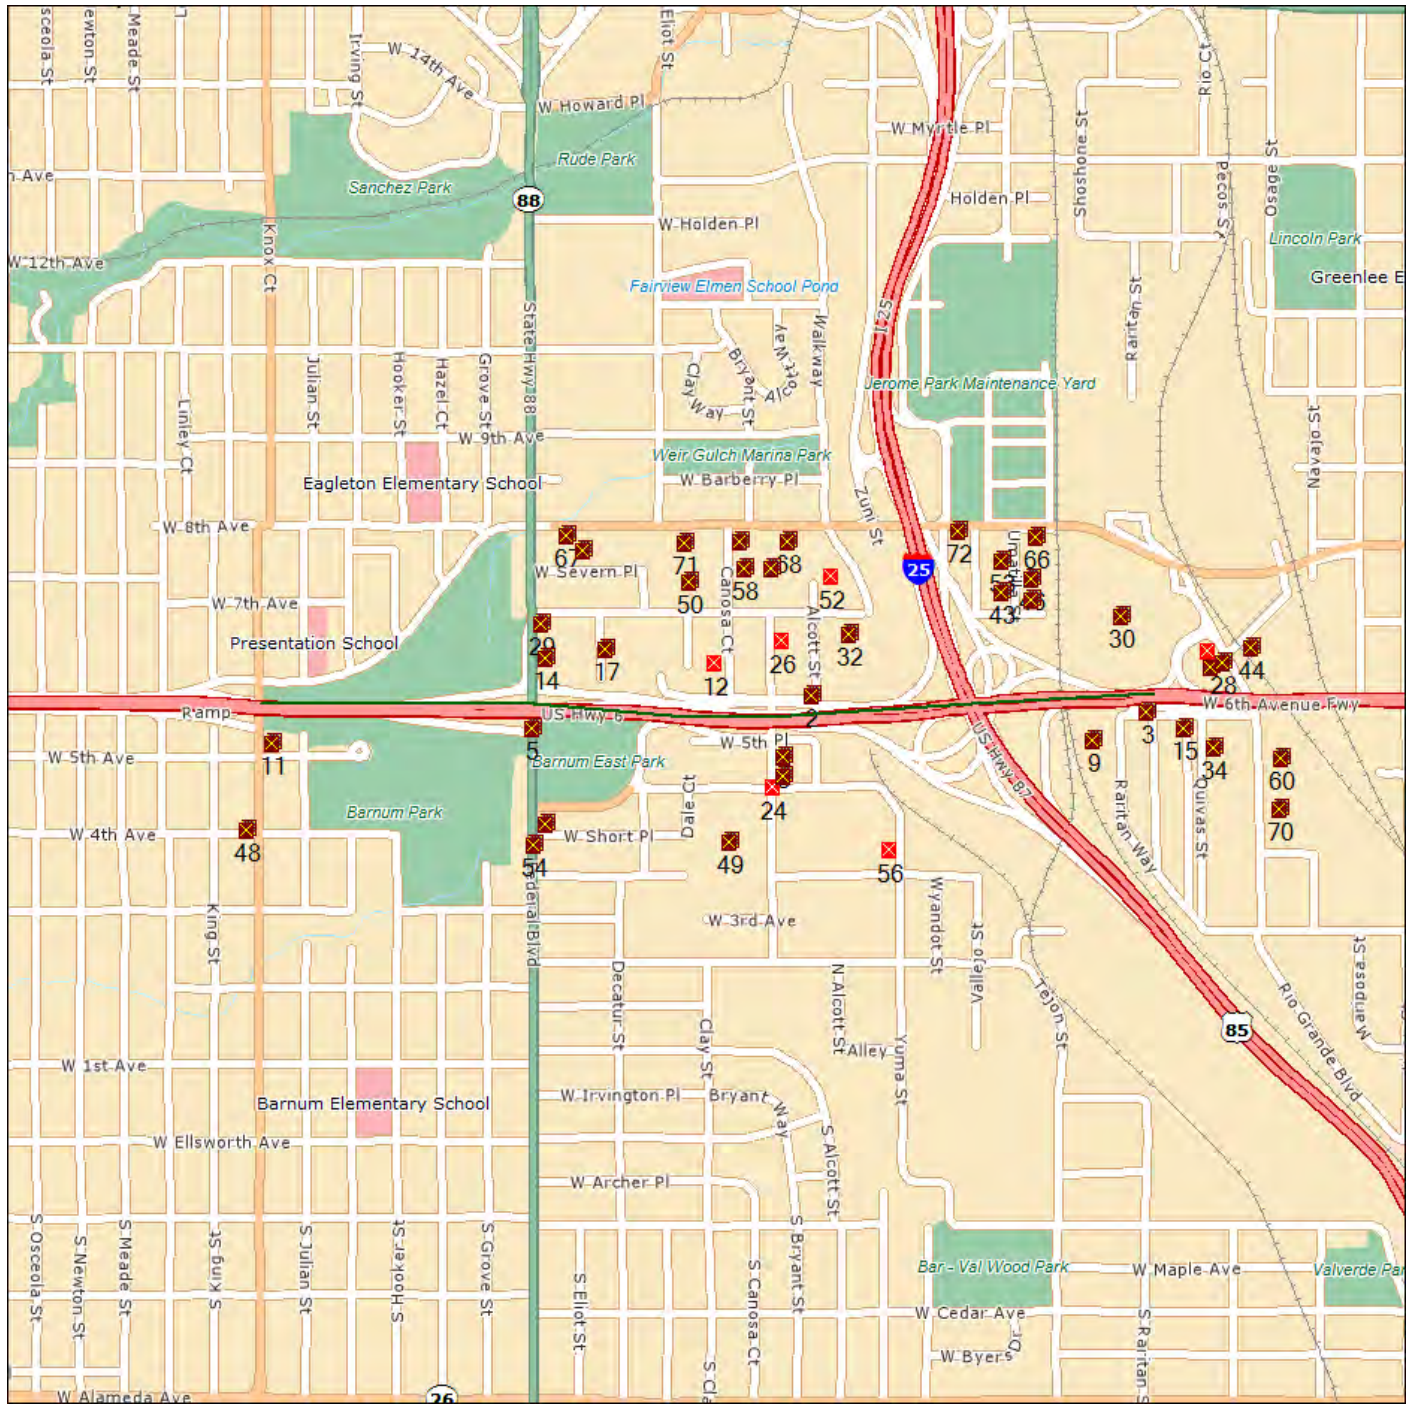 sceola St
ewton St
Meade St
Irving St
W 14th Ave
Eliot St
W Howard Pl
Rude Park
Sanchez Park
88
W Myrtle Pl
Rio Ct
Shoshone St
Holden Pl
Pecos St
Osage St
Lincoln Park
Greenlee E
n Ave
W 12th Ave
Knox Ct
W Holden Pl
Fairview Elmen School Pond
State Hwy 88
Walkway
I 25
Raritan St
Jerome Park Maintenance Yard
Julian St
Hooker St
Hazel Ct
Grove St
Linley Ct
Clay Way
Bryant St
Alcott Way
W 9th Ave
Weir Gulch Marina Park
W Barberry Pl
Navajo St
Eagleton Elementary School
Zuni St
W 8th Ave
67
71
68
72
66
Umatilla St
25
W Severn Pl
50
Canosa Ct
58
52
43
W 7th Ave
Presentation School
29
14
17
12
26
Alcott St
32
30
28
44
Ramp
US Hwy 6
2
W 6th Avenue Fwy
W 5th Ave
11
5
Barnum East Park
W 5th Pl
US Hwy 87
9
3
15
34
60
Barnum Park
Dale Ct
24
Raritan Way
Quivas St
70
W 4th Ave
48
54
W Short Pl
49
56
King St
Federal Blvd
W 3rd Ave
Wyandot St
Vallejo St
Decatur St
N Alcott St
Tejon St
Mariposa St
Rio Grande Blvd
85
W 1st Ave
Clay St
Alley
Yuma St
Barnum Elementary School
W Irvington Pl
Bryant Way
W Ellsworth Ave
S Alcott St
W Archer Pl
S Osceola St
S Newton St
S Meade St
S King St
S Julian St
S Hooker St
S Grove St
S Eliot St
S Cla
S Canosa Ct
S Bryant St
Bar - Val Wood Park
W Maple Ave
Valverde Par
W Cedar Ave
Dr
W Byers
S Raritan S
W Alameda Ave
26